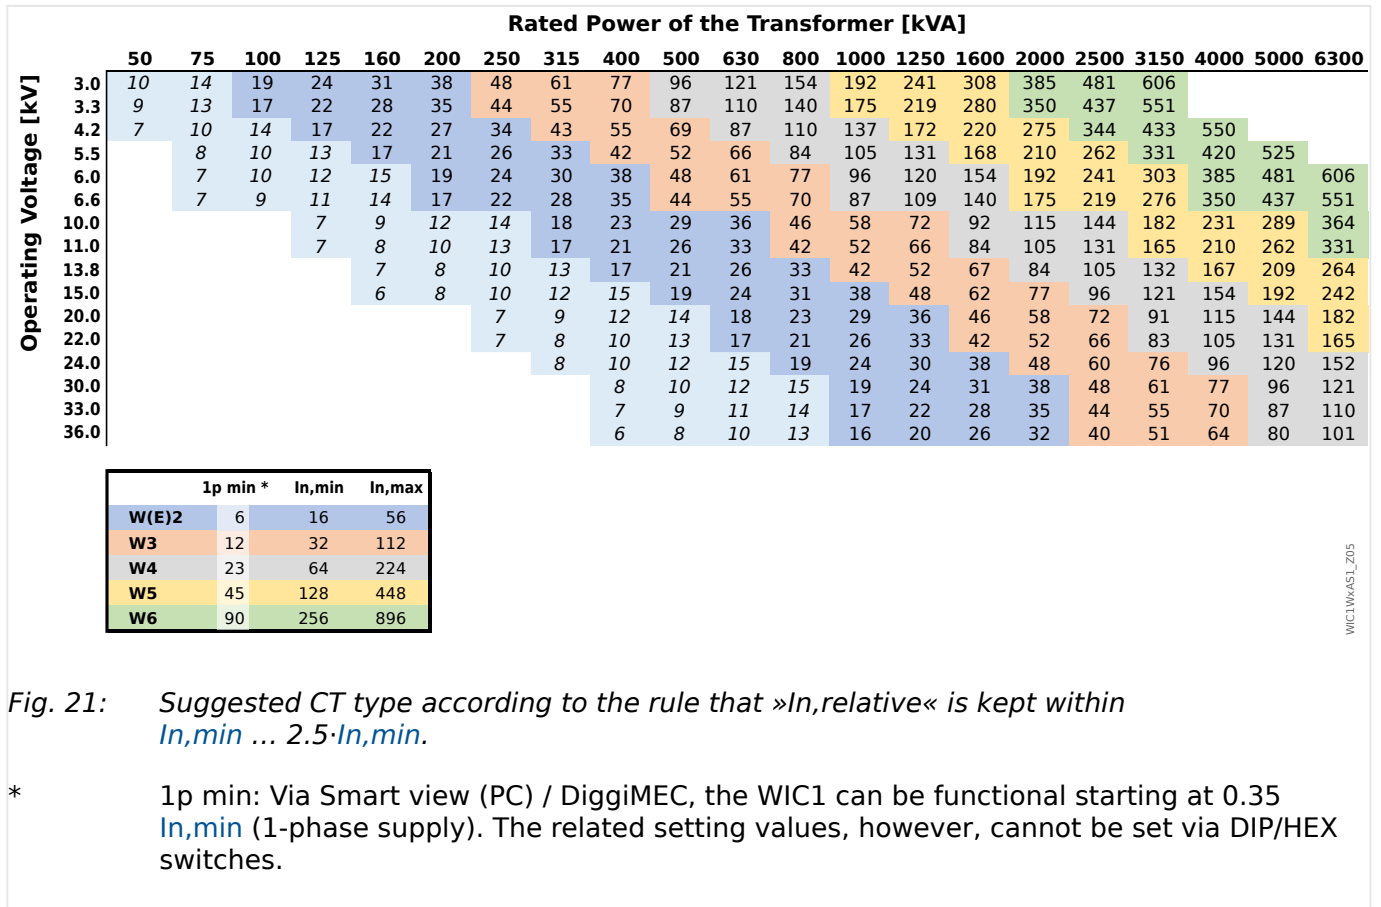 Rated Power of the Transformer [kVA]
50 75 100 125 160 200 250 315 400 500 630 800 1000 1250 1600 2000 2500 3150 4000 5000 6300
Operating Voltage [kV]
3.0 10 14 19 24 31 38 48 61 77 96 121 154 192 241 308 385 481 606
3.3 9 13 17 22 28 35 44 55 70 87 110 140 175 219 280 350 437 551
4.2 7 10 14 17 22 27 34 43 55 69 87 110 137 172 220 275 344 433 550
5.5 8 10 13 17 21 26 33 42 52 66 84 105 131 168 210 262 331 420 525
6.0 7 10 12 15 19 24 30 38 48 61 77 96 120 154 192 241 303 385 481 606
6.6 7 9 11 14 17 22 28 35 44 55 70 87 109 140 175 219 276 350 437 551
10.0 7 9 12 14 18 23 29 36 46 58 72 92 115 144 182 231 289 364
11.0 7 8 10 13 17 21 26 33 42 52 66 84 105 131 165 210 262 331
13.8 7 8 10 13 17 21 26 33 42 52 67 84 105 132 167 209 264
15.0 6 8 10 12 15 19 24 31 38 48 62 77 96 121 154 192 242
20.0 7 9 12 14 18 23 29 36 46 58 72 91 115 144 182
22.0 7 8 10 13 17 21 26 33 42 52 66 83 105 131 165
24.0 8 10 12 15 19 24 30 38 48 60 76 96 120 152
30.0 8 10 12 15 19 24 31 38 48 61 77 96 121
33.0 7 9 11 14 17 22 28 35 44 55 70 87 110
36.0 6 8 10 13 16 20 26 32 40 51 64 80 101
1p min * In,min In,max
W(E)2 6 16 56
W3 12 32 112
W4 23 64 224
W5 45 128 448
W6 90 256 896
WIC1WxAS1_Z05
Fig. 21: Suggested CT type according to the rule that »In,relative« is kept within
In,min … 2.5·In,min.
* 1p min: Via Smart view (PC) / DiggiMEC, the WIC1 can be functional starting at 0.35
In,min (1-phase supply). The related setting values, however, cannot be set via DIP/HEX
switches.